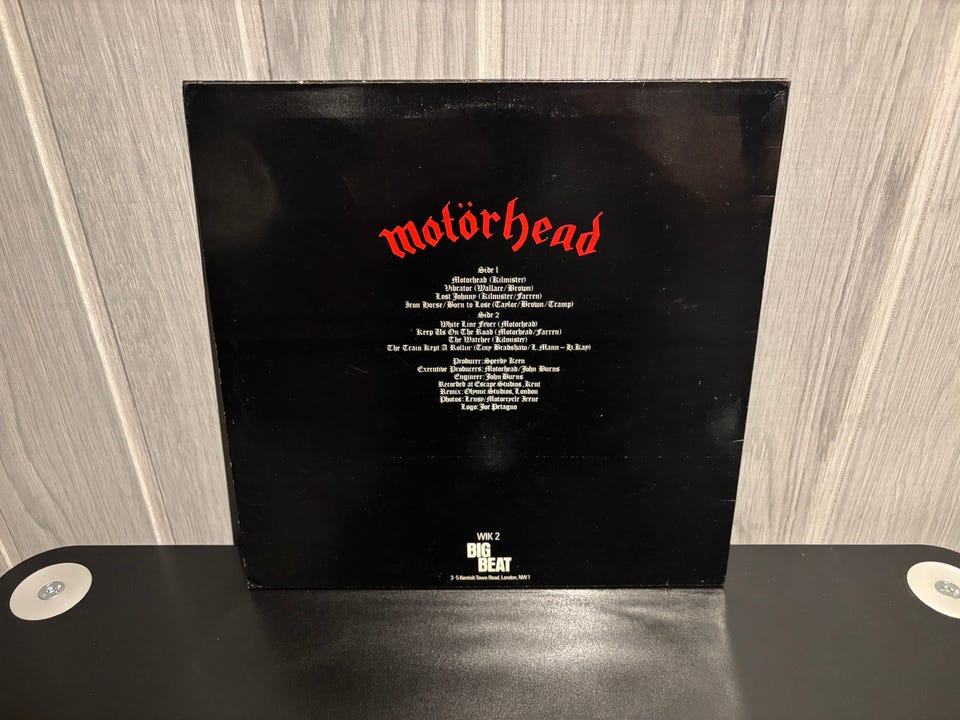 motörhead
Side 1
Motorhead (Kilmister)
Vibrator (Wallace/Brown)
Lost Johnny (Kilmister/Farren)
Iron Horse/Born to Lose (Taylor/Brown/Tramp)
Side 2
White Line Fever (Motorhead)
Keep Us On The Road (Motorhead/Farren)
The Watcher (Kilmister)
The Train Kept A Rollin' (Tiny Bradshaw/L. Mann – H. Kay)
Producer: Speedy Keen
Executive Producers: Motorhead/John Burns
Engineer: John Burns
Recorded at Escape Studios, Kent
Remix: Olympic Studios, London
Photos: /Motorcycle Irene
Logo: Joe Petagno
WIK 2
BIG
BEAT
3-5 Kentish Town Road, London, NW1